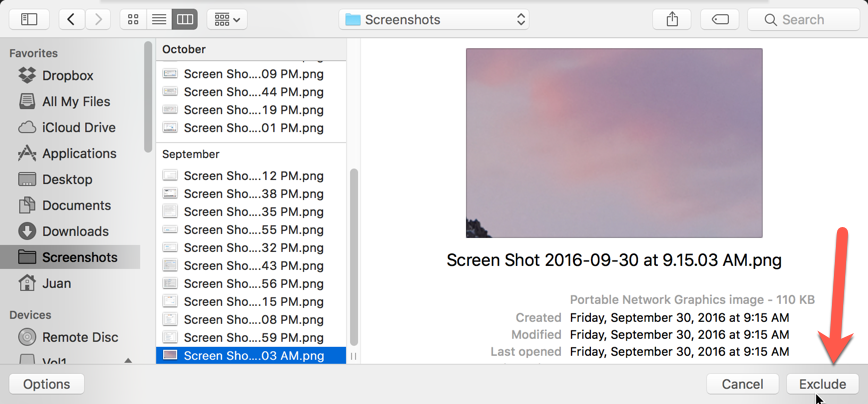 Screenshots
Search
Favorites
Dropbox
All My Files
iCloud Drive
Applications
Desktop
Documents
Downloads
Screenshots
Juan
Devices
Remote Disc
Vol1
October
Screen Sho....09 PM.png
Screen Sho....44 PM.png
Screen Sho....19 PM.png
Screen Sho....01 PM.png
September
Screen Sho....12 PM.png
Screen Sho....38 PM.png
Screen Sho....35 PM.png
Screen Sho....55 PM.png
Screen Sho....32 PM.png
Screen Sho....43 PM.png
Screen Sho....56 PM.png
Screen Sho....15 PM.png
Screen Sho....08 PM.png
Screen Sho....59 PM.png
Screen Sho....03 AM.png
Screen Shot 2016-09-30 at 9.15.03 AM.png
Portable Network Graphics image - 110 KB
Created Friday, September 30, 2016 at 9:15 AM
Modified Friday, September 30, 2016 at 9:15 AM
Last opened Friday, September 30, 2016 at 9:15 AM
Options
Cancel
Exclude